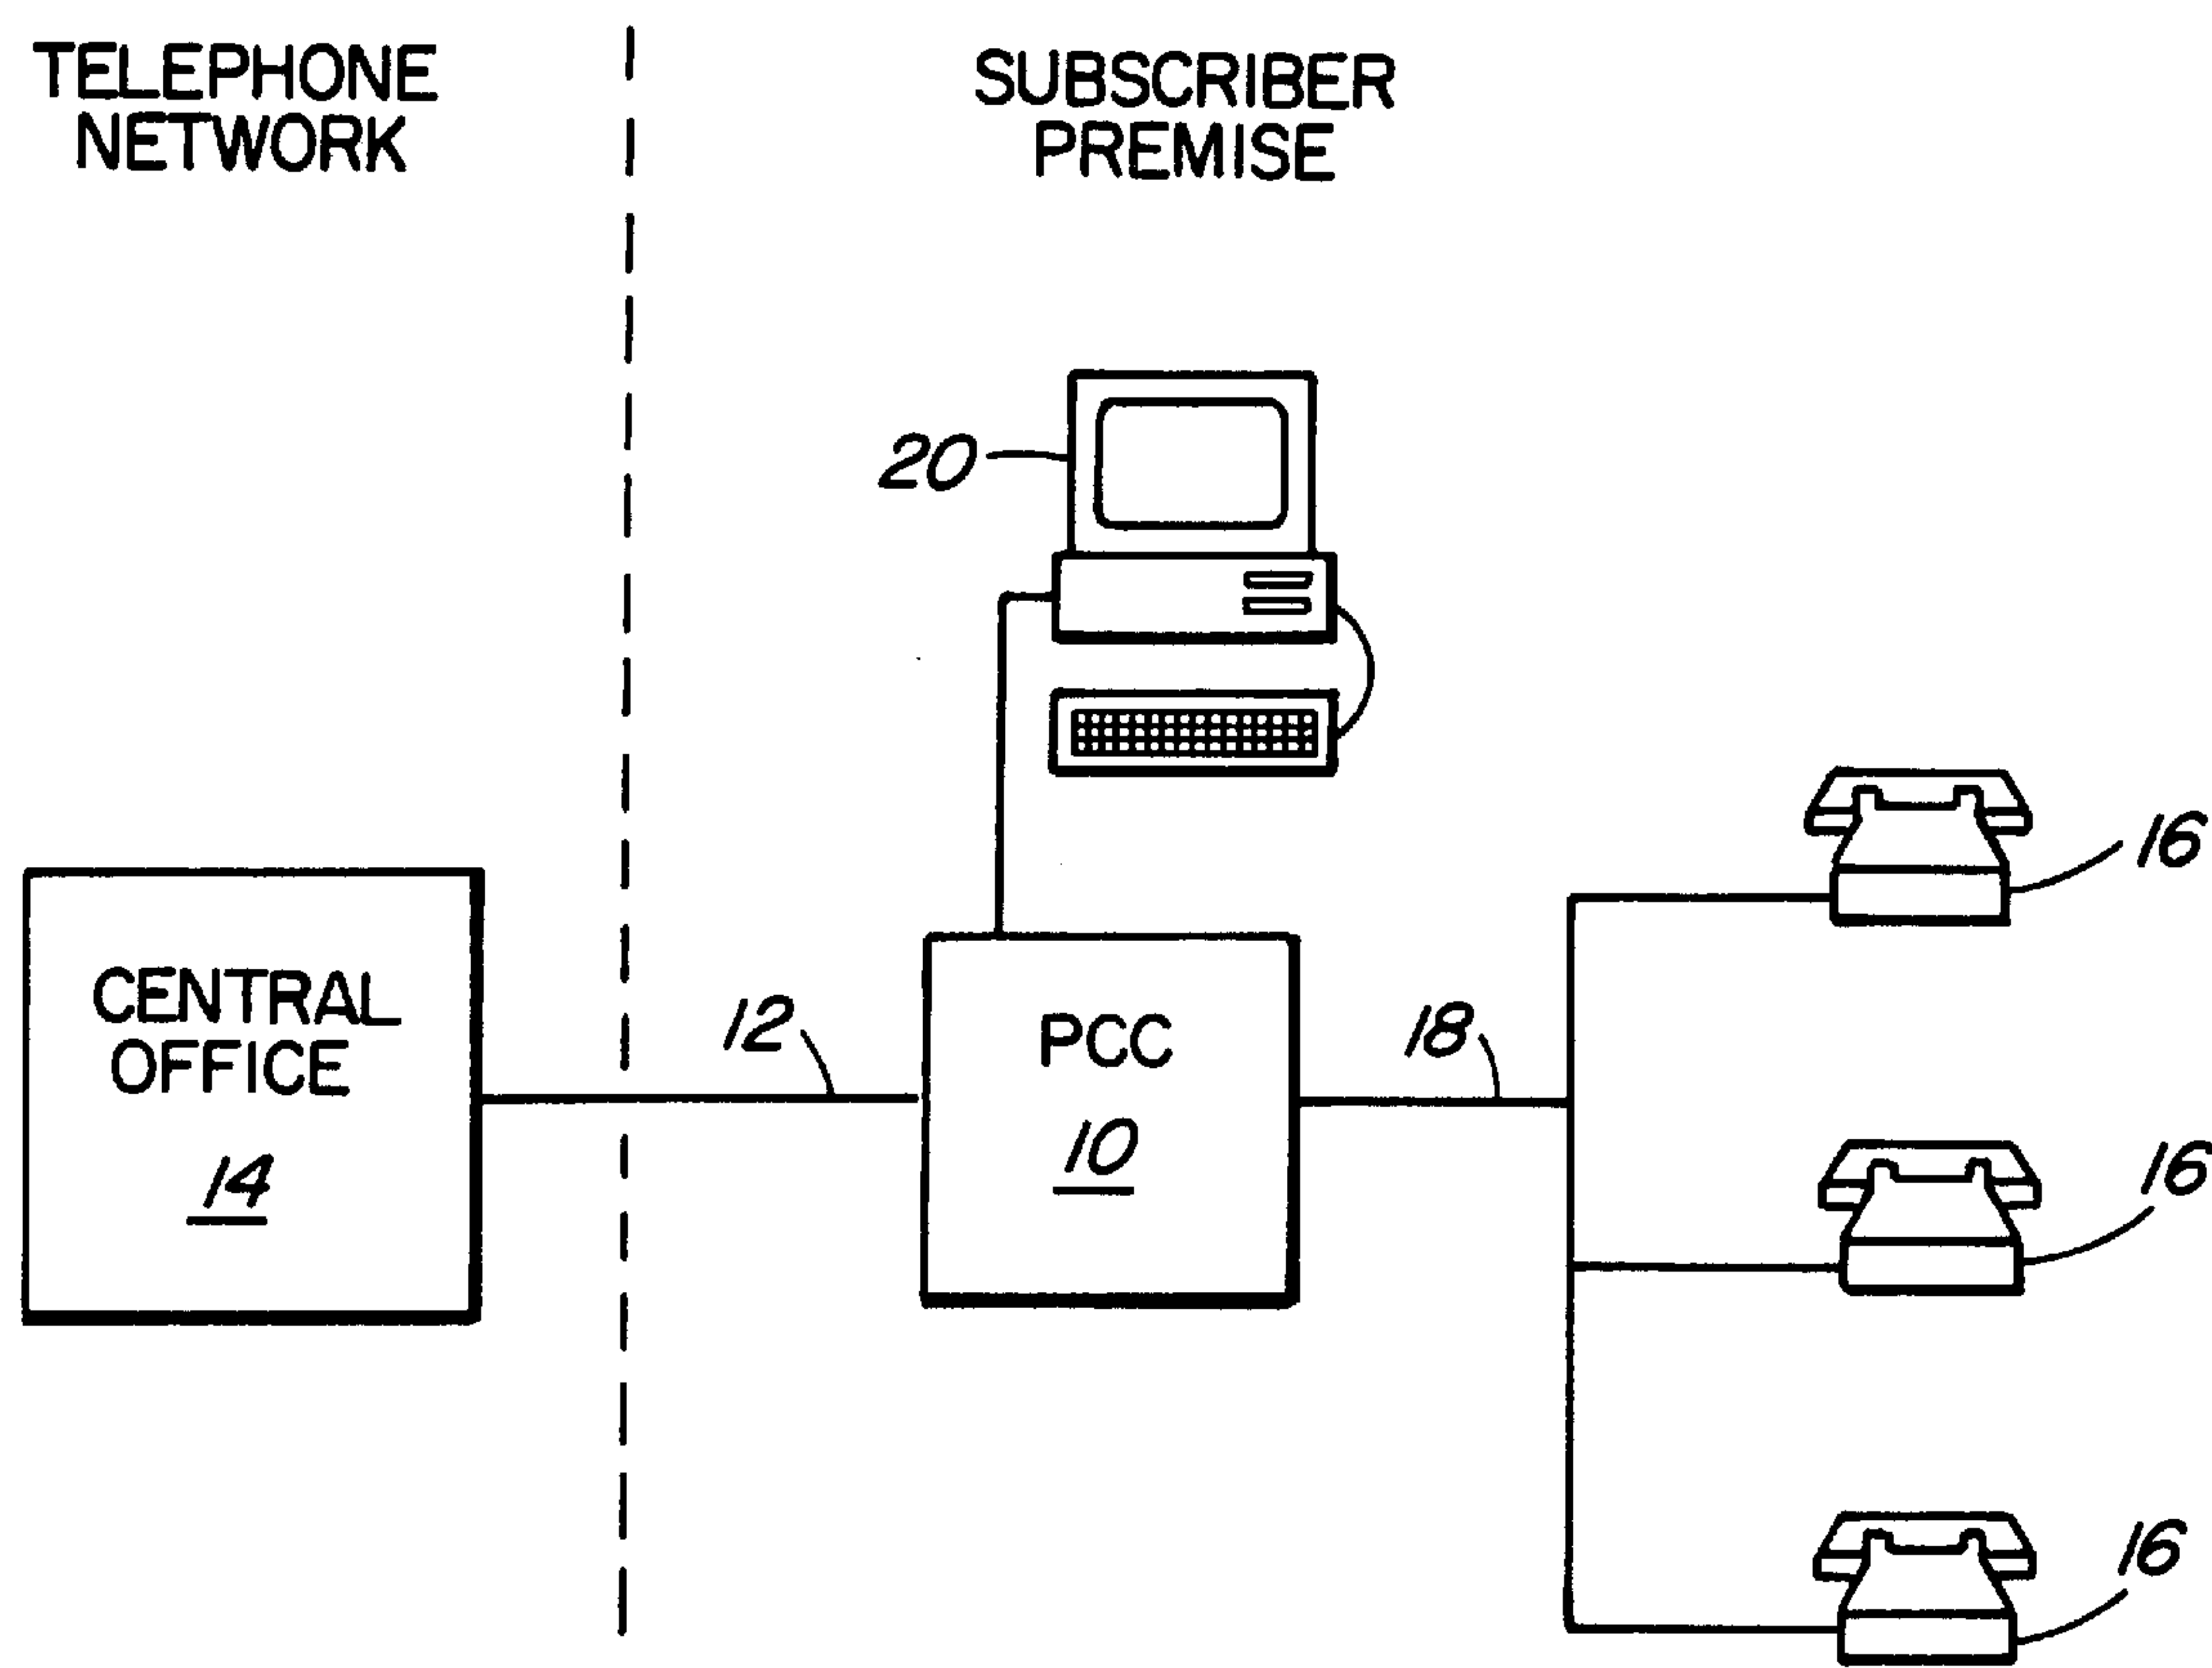 TELEPHONE
NETWORK
SUBSCRIBER
PREMISE
20
16
CENTRAL
OFFICE
14
12
PCC
10
18
16
16